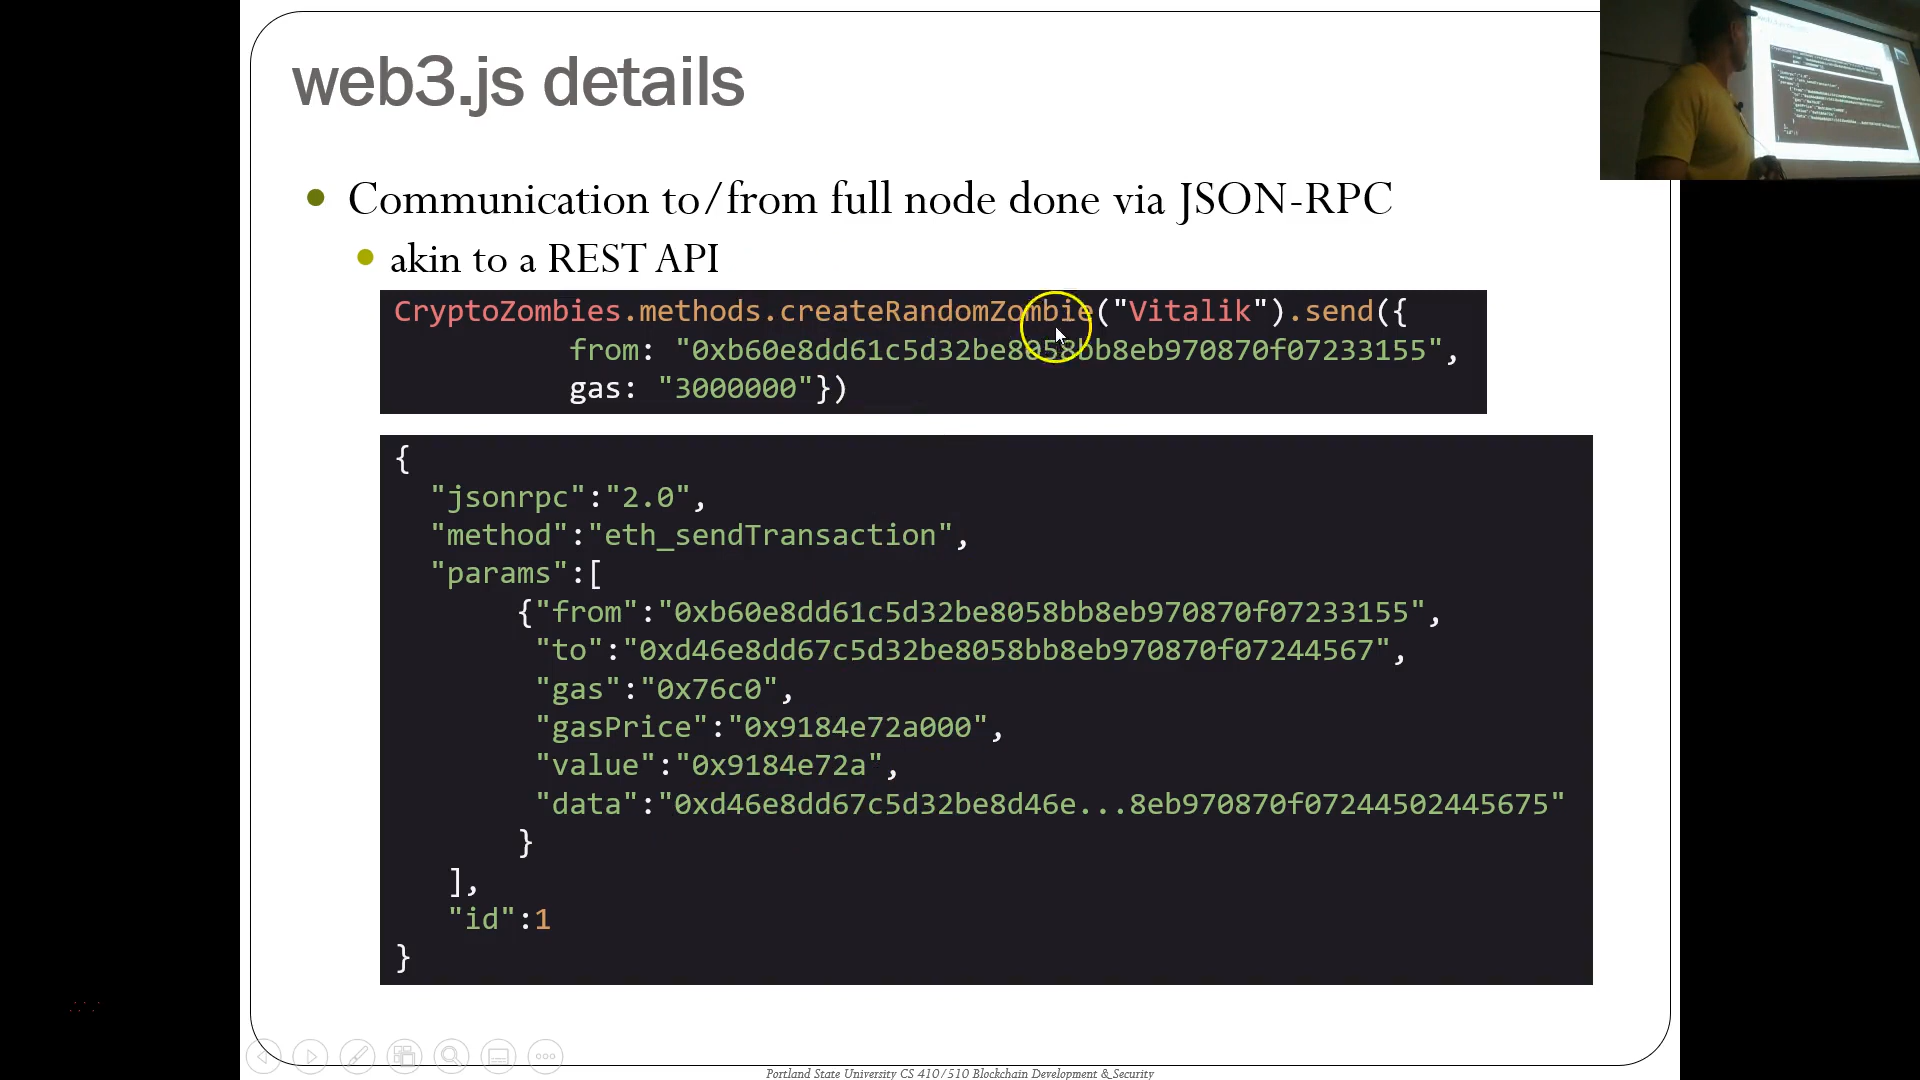 web3.js details
Communication to/from full node done via JSON-RPC
akin to a REST API
CryptoZombies.methods.createRandomZombie("Vitalik").send({
from: "0xb60e8dd61c5d32be8058bb8eb970870f07233155",
gas: "3000000"})
{
"jsonrpc":"2.0",
"method":"eth_sendTransaction",
"params":[
{"from":"0xb60e8dd61c5d32be8058bb8eb970870f07233155",
"to":"0xd46e8dd67c5d32be8058bb8eb970870f07244567",
"gas":"0x76c0",
"gasPrice":"0x9184e72a000",
"value":"0x9184e72a",
"data":"0xd46e8dd67c5d32be8d46e...8eb970870f07244502445675"
}
],
"id":1
}
Portland State University CS 410/510 Blockchain Development & Security